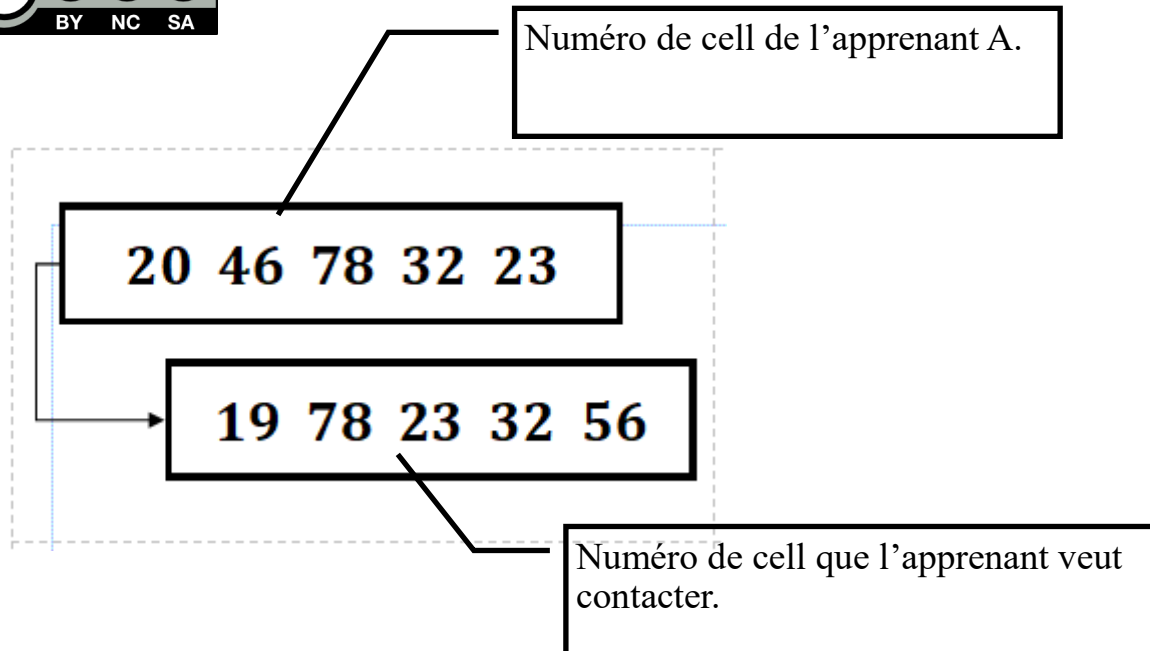 BY NC SA
Numéro de cell de l’apprenant A.
20 46 78 32 23
19 78 23 32 56
Numéro de cell que l’apprenant veut
contacter.